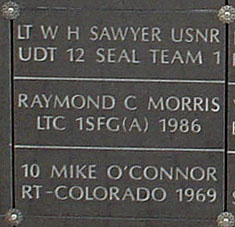 LT W H SAWYER USNR
UDT 12 SEAL TEAM 1
RAYMOND C MORRIS
LTC 1SFG(A) 1986
10 MIKE O'CONNOR
RT-COLORADO 1969